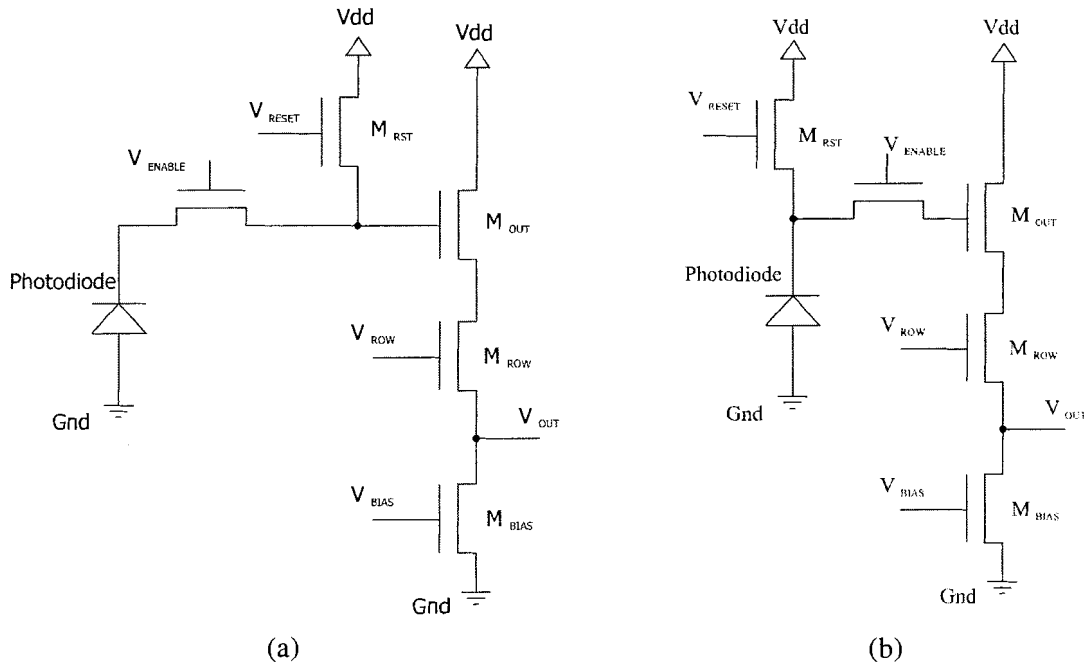 Vdd
Vdd
V RESET
M RST
V ENABLE
M OUT
Photodiode
V ROW
M ROW
Gnd
V OUT
V BIAS
M BIAS
Gnd
(a)
Vdd
Vdd
V RESET
M RST
V ENABLE
M OUT
Photodiode
V ROW
M ROW
Gnd
V OUT
V BIAS
M BIAS
Gnd
(b)